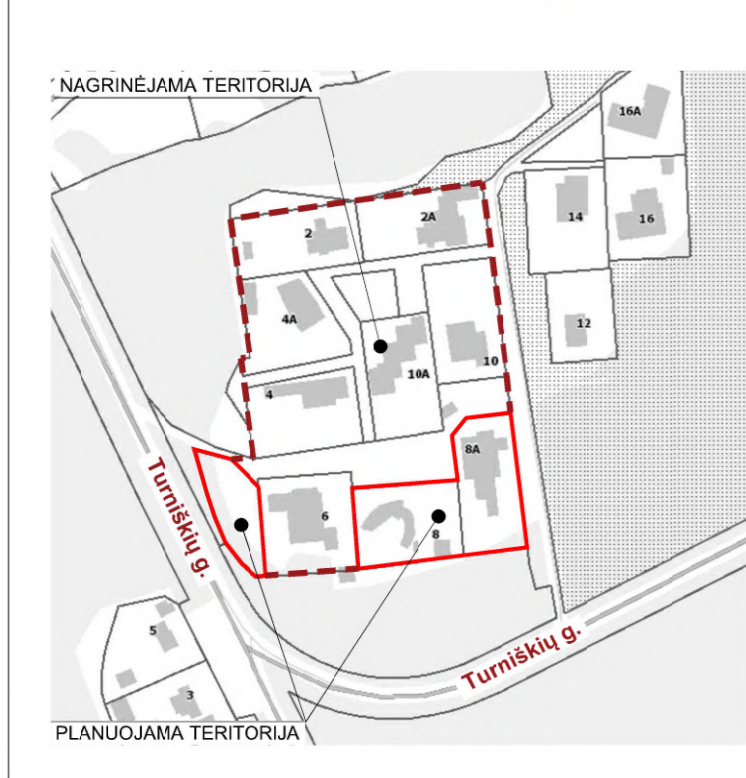 NAGRINĖJAMA TERITORIJA
16A
2
2A
14
16
4A
12
10
10A
4
8A
6
8
Turniškių g.
5
Turniškių g.
3
PLANUOJAMA TERITORIJA